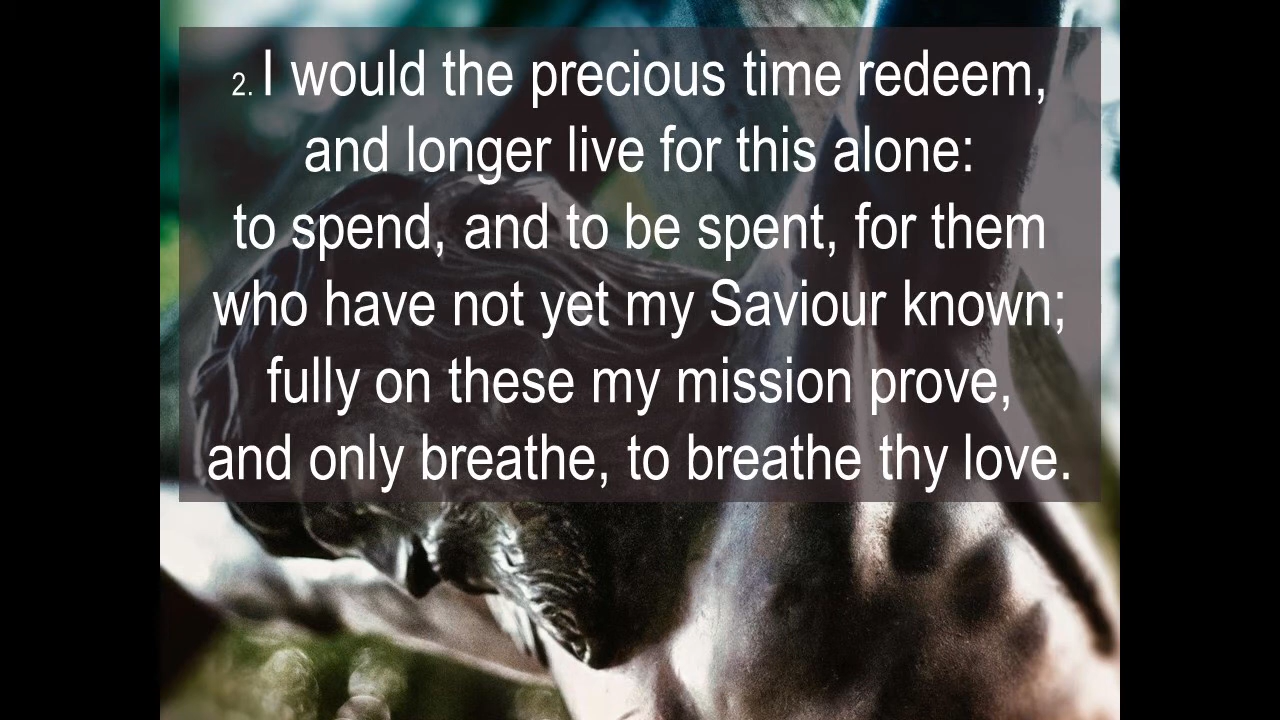 2. I would the precious time redeem,
and longer live for this alone:
to spend, and to be spent, for them
who have not yet my Saviour known;
fully on these my mission prove,
and only breathe, to breathe thy love.